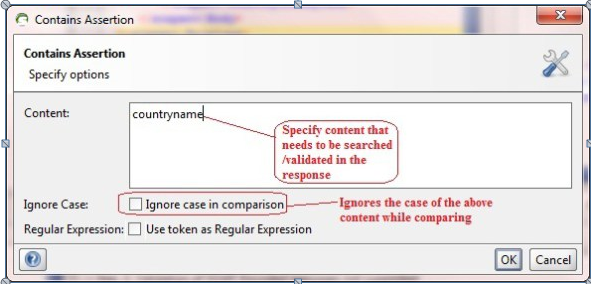 Contains Assertion
Contains Assertion
Specify options
Content:
countryname
Specify content that
needs to be searched
/validated in the
response
Ignore Case:
Ignore case in comparison
Ignores the case of the above
content while comparing
Regular Expression:
Use token as Regular Expression
OK
Cancel